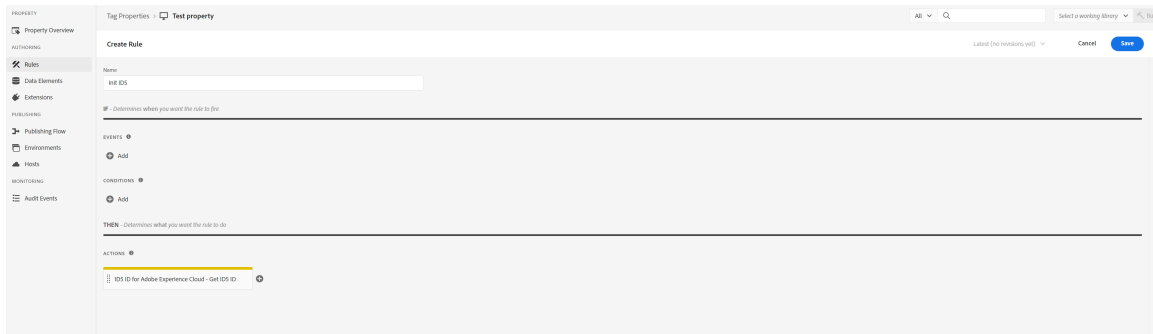 PROPERTY
Property Overview
AUTHORING
Rules
Data Elements
Extensions
PUBLISHING
Publishing Flow
Environments
Hosts
MONITORING
Audit Events
Tag Properties › Test property
All
Select a working library
Create Rule
Latest (no revisions yet)
Cancel
Save
Name
Init IDS
IF - Determines when you want the rule to fire
EVENTS
Add
CONDITIONS
Add
THEN - Determines what you want the rule to do
ACTIONS
ID5 ID for Adobe Experience Cloud - Get ID5 ID